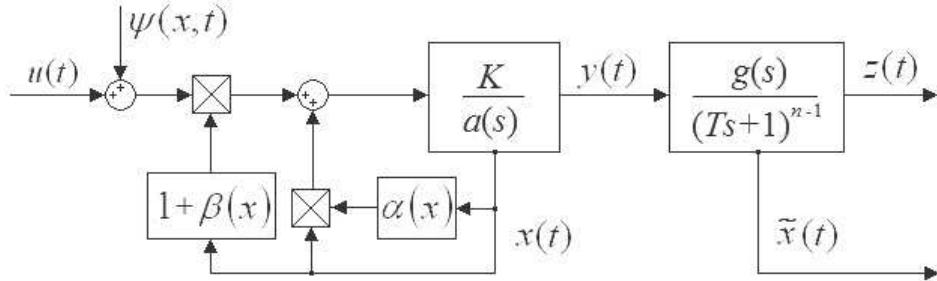 ψ(x,t)
u(t)
+ +
+ +
K
a(s)
y(t)
g(s)
(Ts+1)ⁿ⁻¹
z(t)
1+β(x)
α(x)
x(t)
x̃(t)